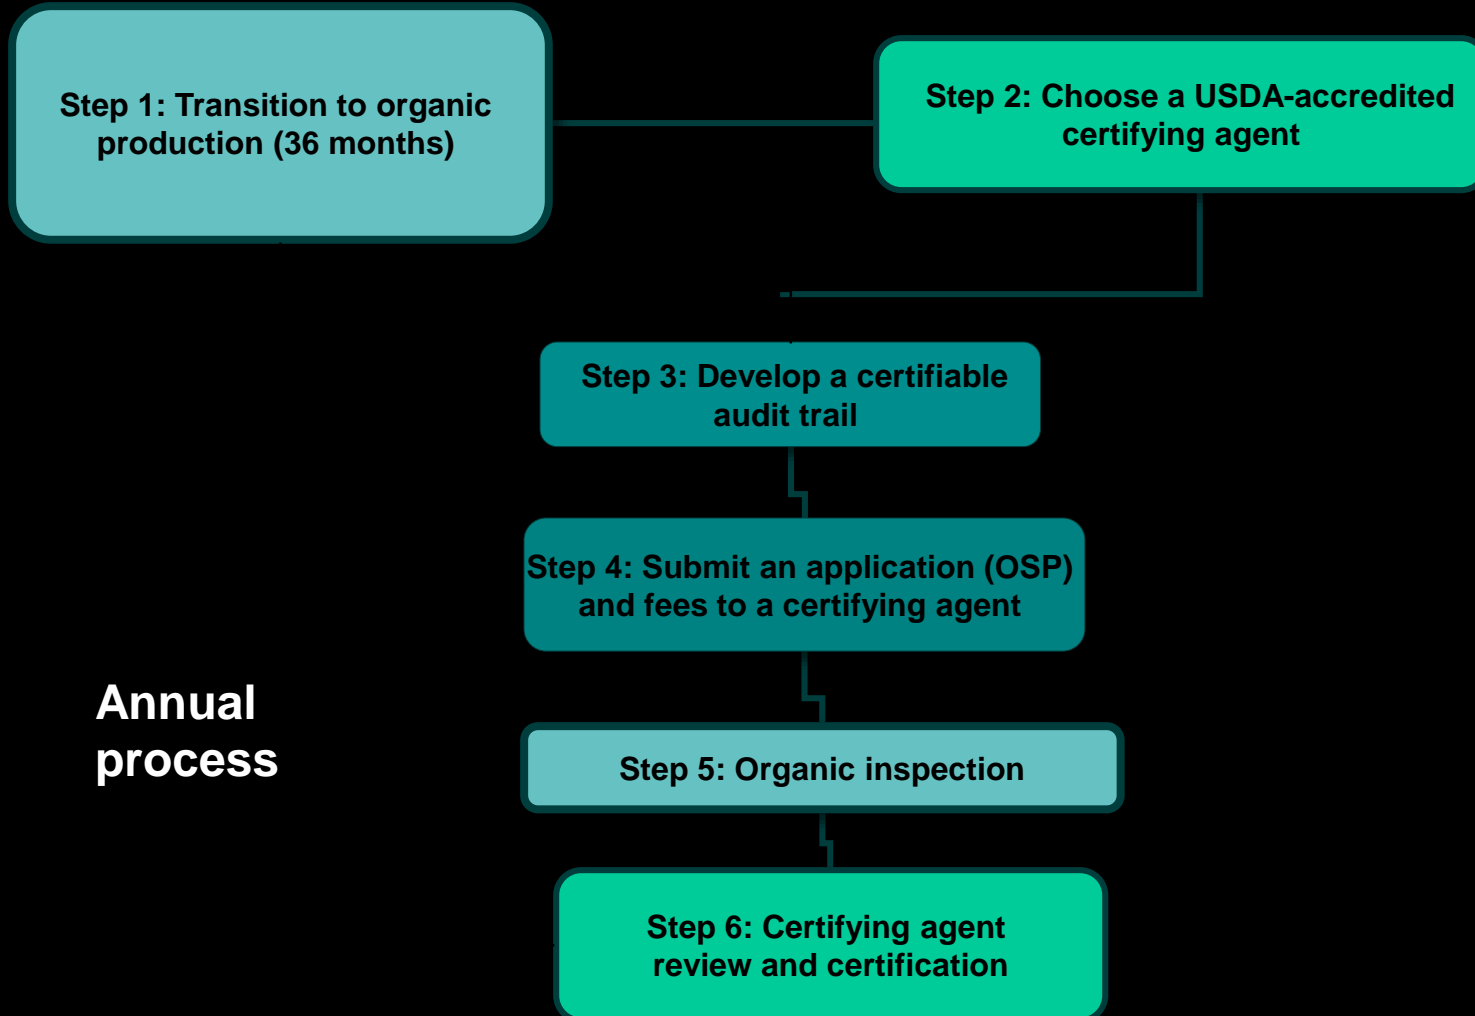 Step 1: Transition to organic
production (36 months)
Step 2: Choose a USDA-accredited
certifying agent
Step 3: Develop a certifiable
audit trail
Step 4: Submit an application (OSP)
and fees to a certifying agent
Annual
process
Step 5: Organic inspection
Step 6: Certifying agent
review and certification